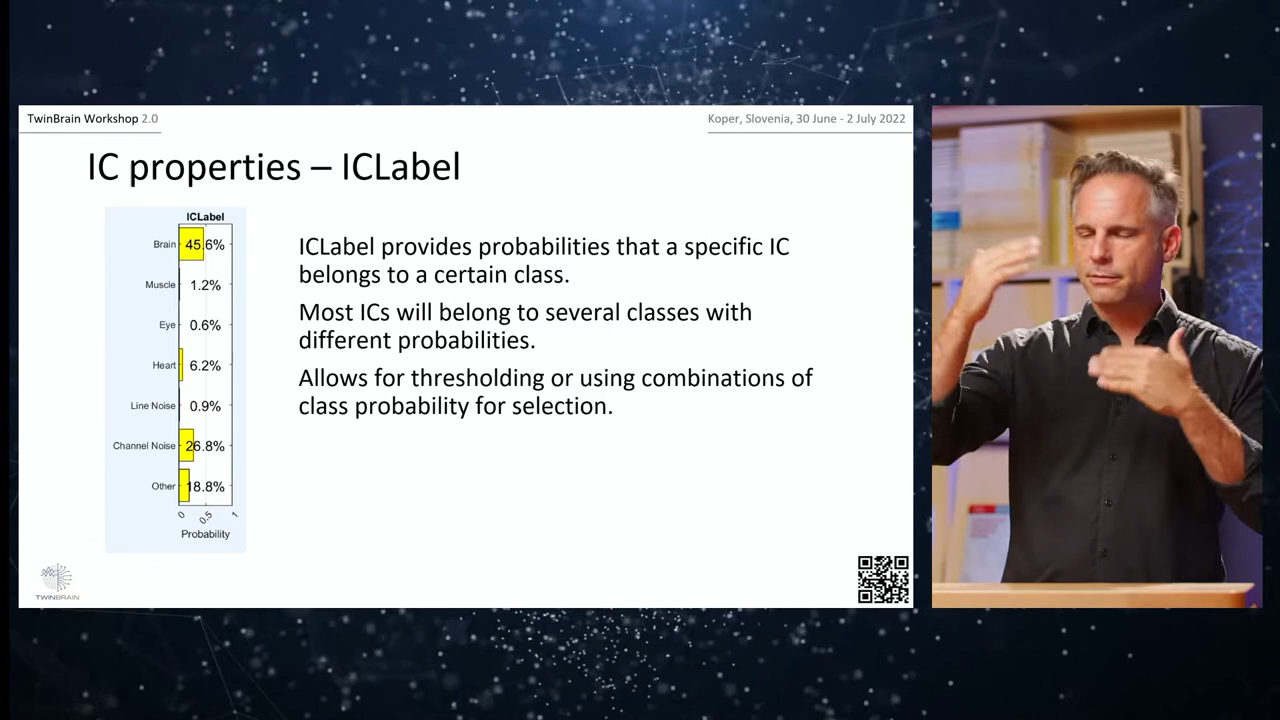 TwinBrain Workshop 2.0
Koper, Slovenia, 30 June - 2 July 2022
IC properties – ICLabel
ICLabel
Brain 45.6%
Muscle 1.2%
Eye 0.6%
Heart 6.2%
Line Noise 0.9%
Channel Noise 26.8%
Other 18.8%
0 0.5 1
Probability
ICLabel provides probabilities that a specific IC
belongs to a certain class.
Most ICs will belong to several classes with
different probabilities.
Allows for thresholding or using combinations of
class probability for selection.
TWINBRAIN